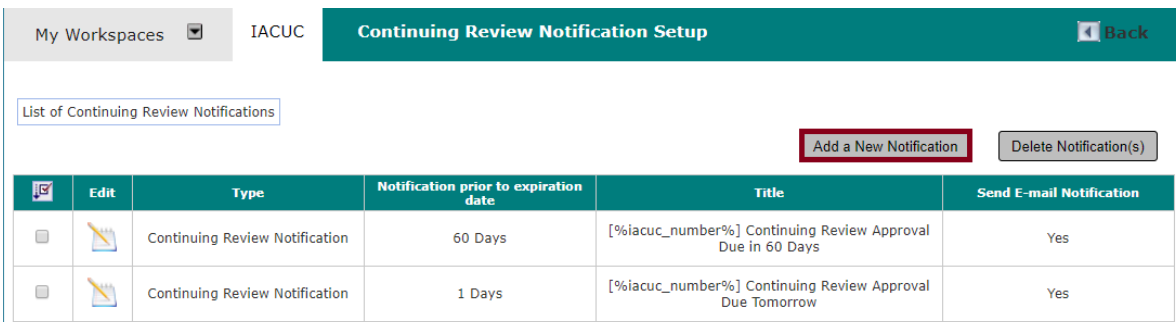 My Workspaces
IACUC
Continuing Review Notification Setup
Back
List of Continuing Review Notifications
Add a New Notification
Delete Notification(s)
Edit
Type
Notification prior to expiration
date
Title
Send E-mail Notification
Continuing Review Notification
60 Days
[%iacuc_number%] Continuing Review Approval
Due in 60 Days
Yes
Continuing Review Notification
1 Days
[%iacuc_number%] Continuing Review Approval
Due Tomorrow
Yes